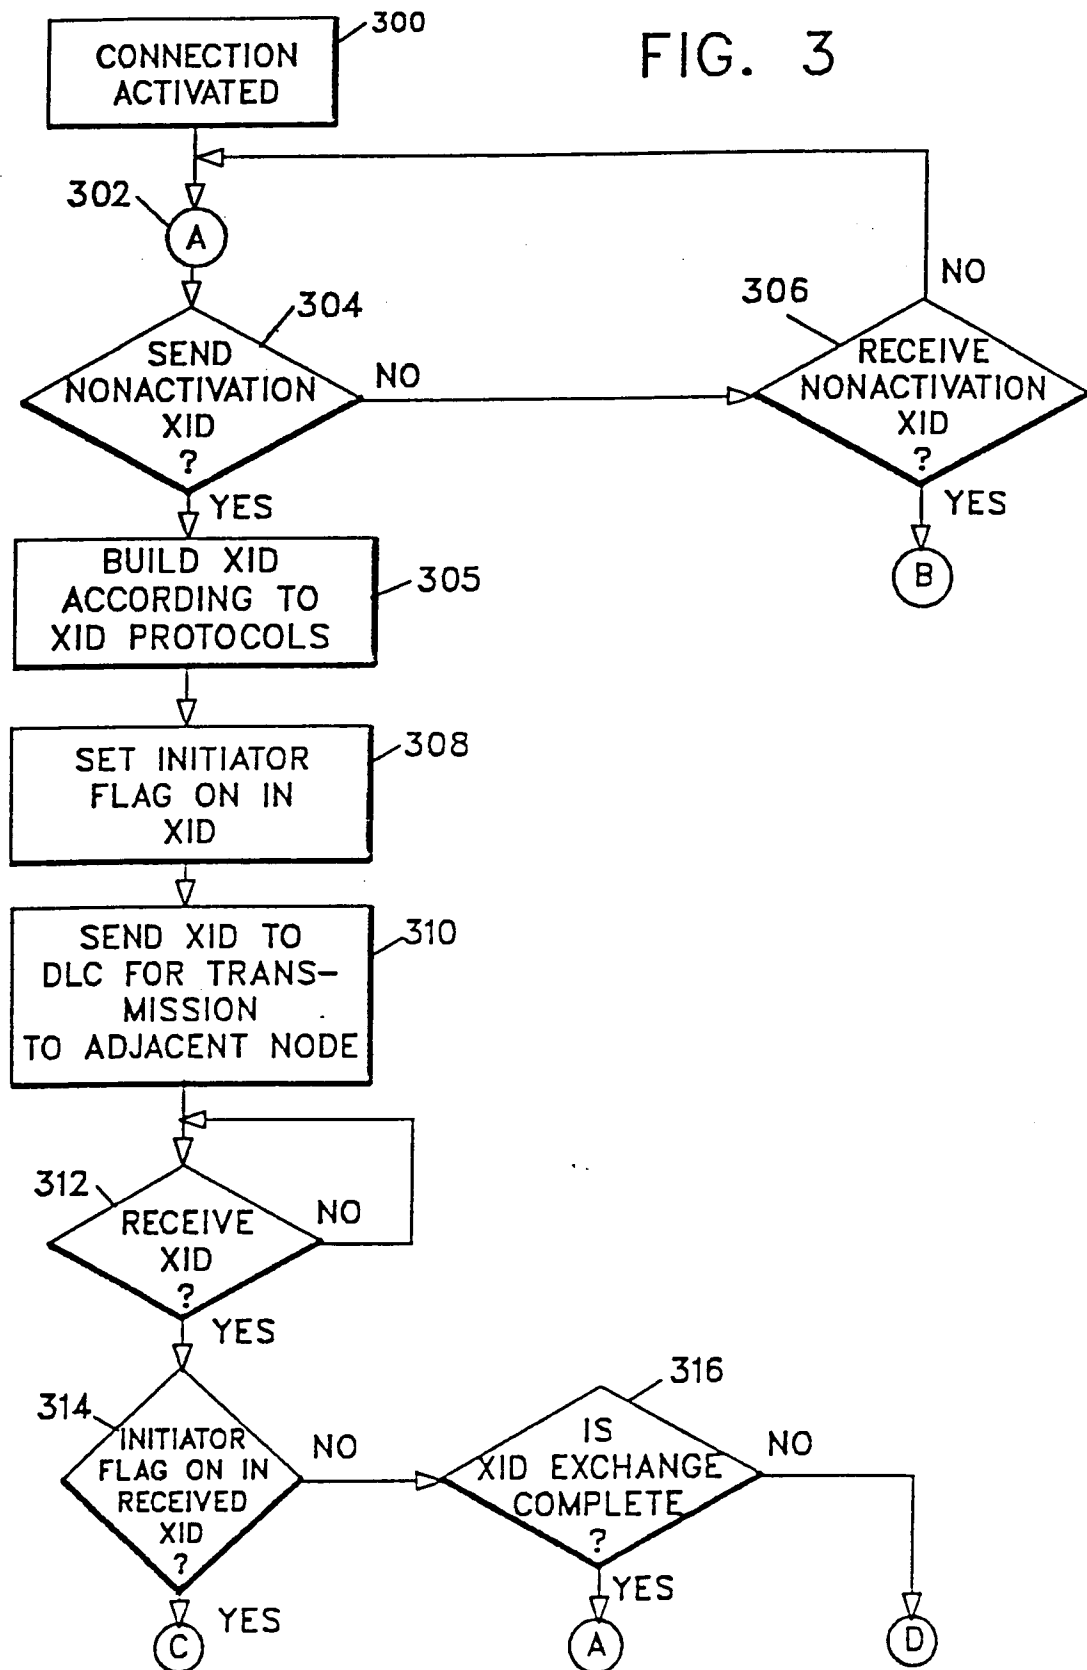 300
FIG. 3
CONNECTION
ACTIVATED
302
A
304
SEND
NONACTIVATION
XID
?
NO
YES
306
NO
RECEIVE
NONACTIVATION
XID
?
YES
B
BUILD XID
ACCORDING TO
XID PROTOCOLS
305
SET INITIATOR
FLAG ON IN
XID
308
SEND XID TO
DLC FOR TRANS-
MISSION
TO ADJACENT NODE
310
312
RECEIVE
XID
?
NO
YES
314
INITIATOR
FLAG ON IN
RECEIVED
XID
?
NO
YES
C
316
IS
XID EXCHANGE
COMPLETE
?
NO
YES
A
D